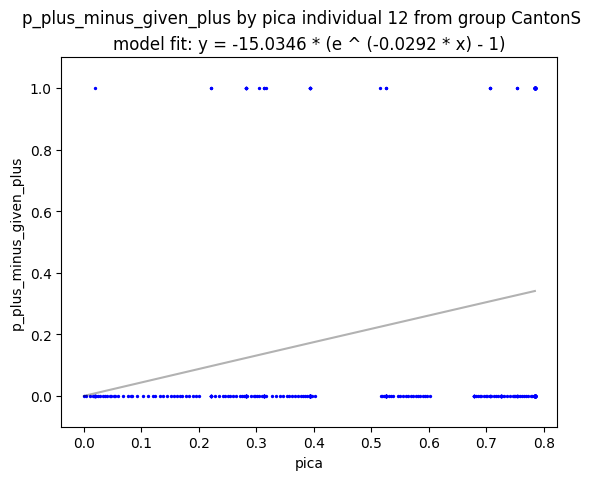 p_plus_minus_given_plus by pica individual 12 from group CantonS
model fit: y = -15.0346 * (e ^ (-0.0292 * x) - 1)
1.0
0.8
0.6
0.4
0.2
0.0
p_plus_minus_given_plus
0.0 0.1 0.2 0.3 0.4 0.5 0.6 0.7 0.8
pica